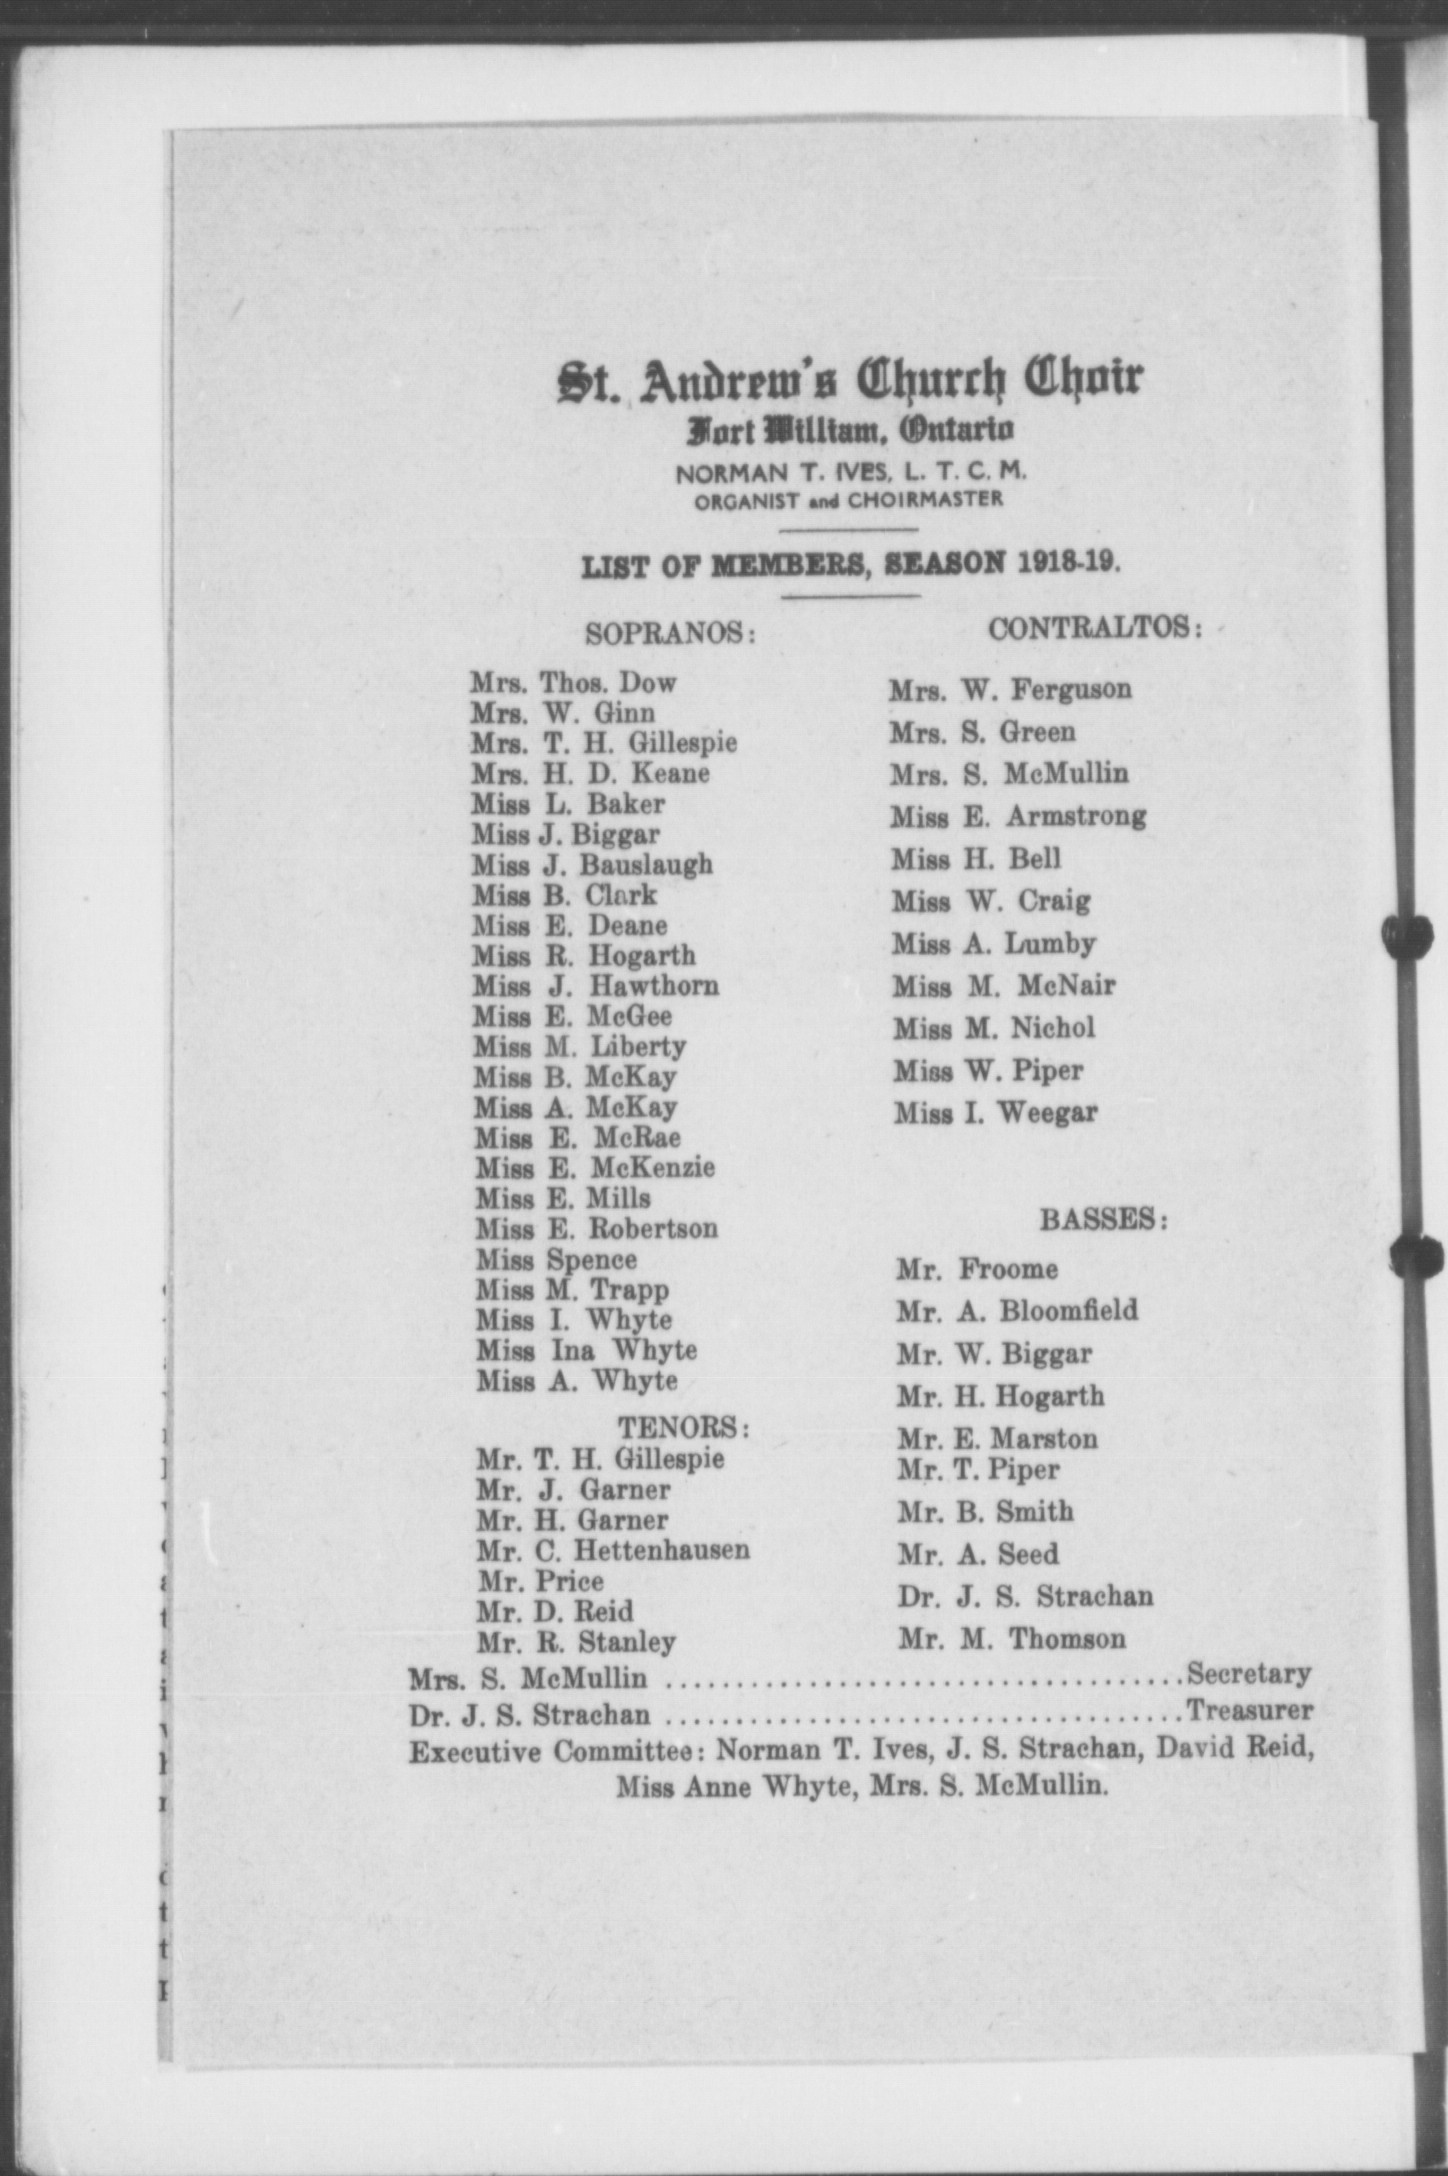 St. Andrew's Church Choir
Fort William, Ontario
NORMAN T. IVES, L. T. C. M.
ORGANIST and CHOIRMASTER
LIST OF MEMBERS, SEASON 1918-19.
SOPRANOS:
Mrs. Thos. Dow
Mrs. W. Ginn
Mrs. T. H. Gillespie
Mrs. H. D. Keane
Miss L. Baker
Miss J. Biggar
Miss J. Bauslaugh
Miss B. Clark
Miss E. Deane
Miss R. Hogarth
Miss J. Hawthorn
Miss E. McGee
Miss M. Liberty
Miss B. McKay
Miss A. McKay
Miss E. McRae
Miss E. McKenzie
Miss E. Mills
Miss E. Robertson
Miss Spence
Miss M. Trapp
Miss I. Whyte
Miss Ina Whyte
Miss A. Whyte
TENORS:
Mr. T. H. Gillespie
Mr. J. Garner
Mr. H. Garner
Mr. C. Hettenhausen
Mr. Price
Mr. D. Reid
Mr. R. Stanley
CONTRALTOS:
Mrs. W. Ferguson
Mrs. S. Green
Mrs. S. McMullin
Miss E. Armstrong
Miss H. Bell
Miss W. Craig
Miss A. Lumby
Miss M. McNair
Miss M. Nichol
Miss W. Piper
Miss I. Weegar
BASSES:
Mr. Froome
Mr. A. Bloomfield
Mr. W. Biggar
Mr. H. Hogarth
Mr. E. Marston
Mr. T. Piper
Mr. B. Smith
Mr. A. Seed
Dr. J. S. Strachan
Mr. M. Thomson
Mrs. S. McMullin .....................................Secretary
Dr. J. S. Strachan .....................................Treasurer
Executive Committee: Norman T. Ives, J. S. Strachan, David Reid,
Miss Anne Whyte, Mrs. S. McMullin.